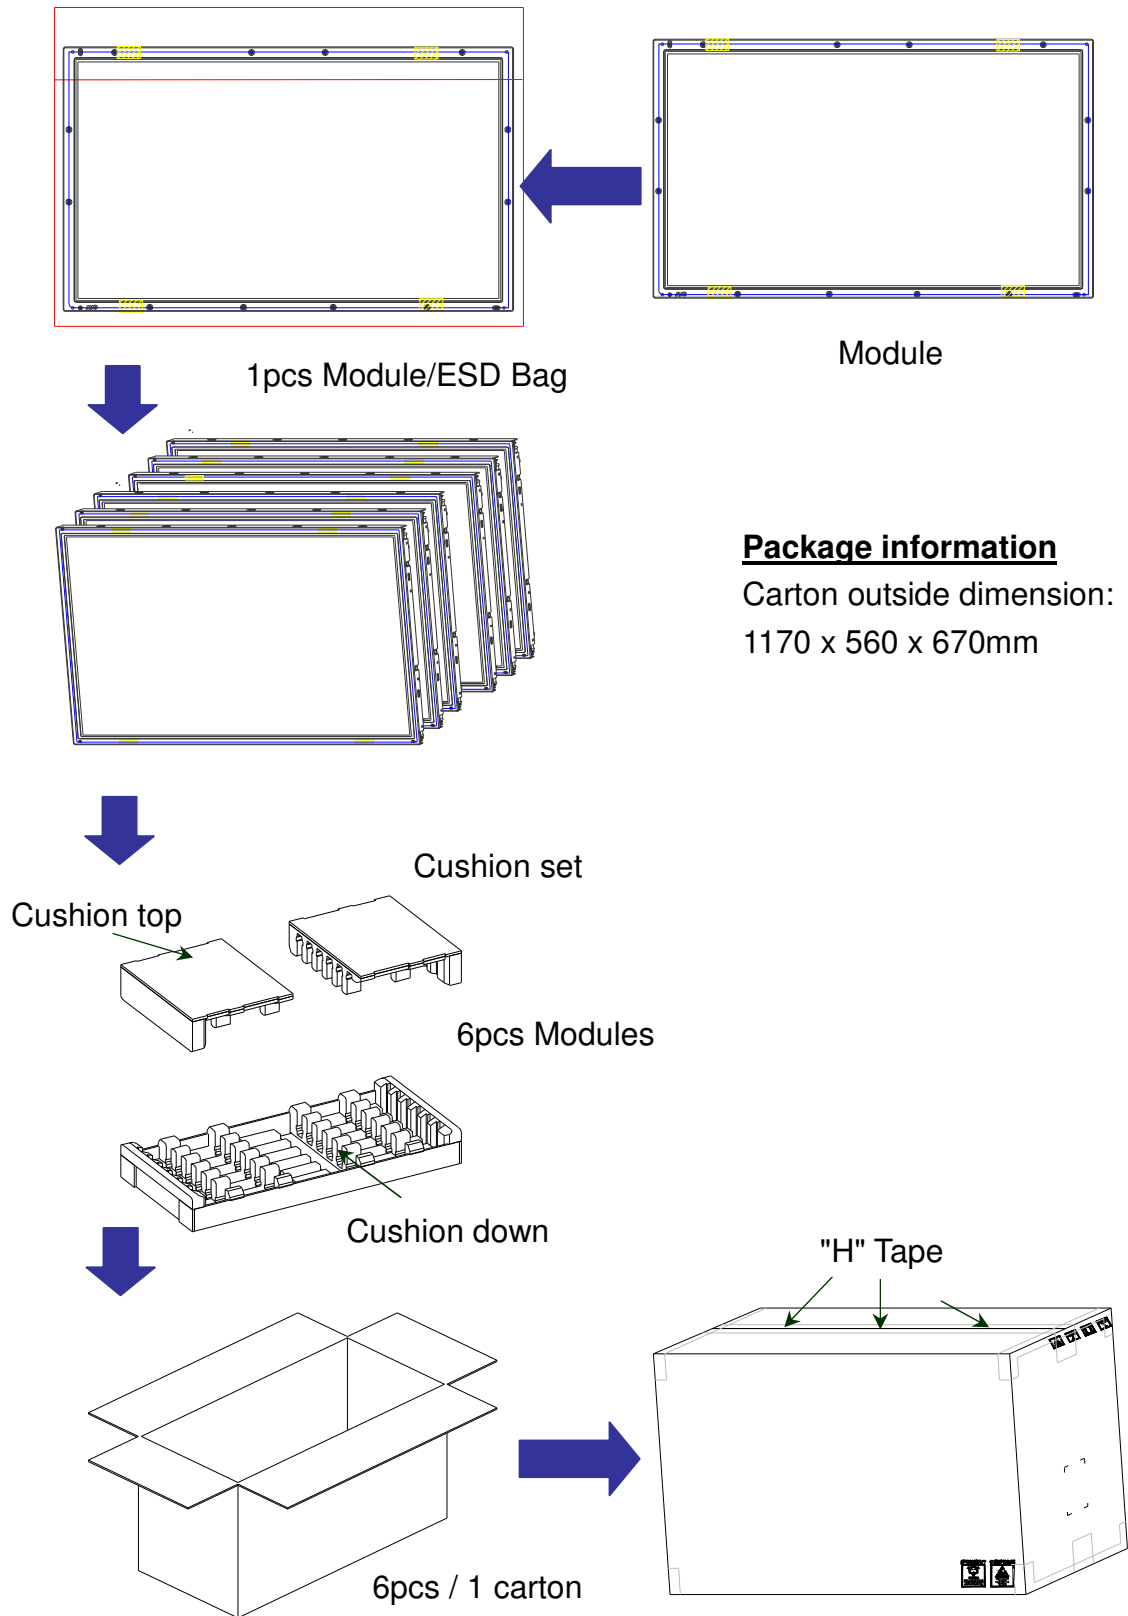 Module
1pcs Module/ESD Bag
Package information
Carton outside dimension:
1170 x 560 x 670mm
Cushion set
Cushion top
6pcs Modules
Cushion down
"H" Tape
6pcs / 1 carton